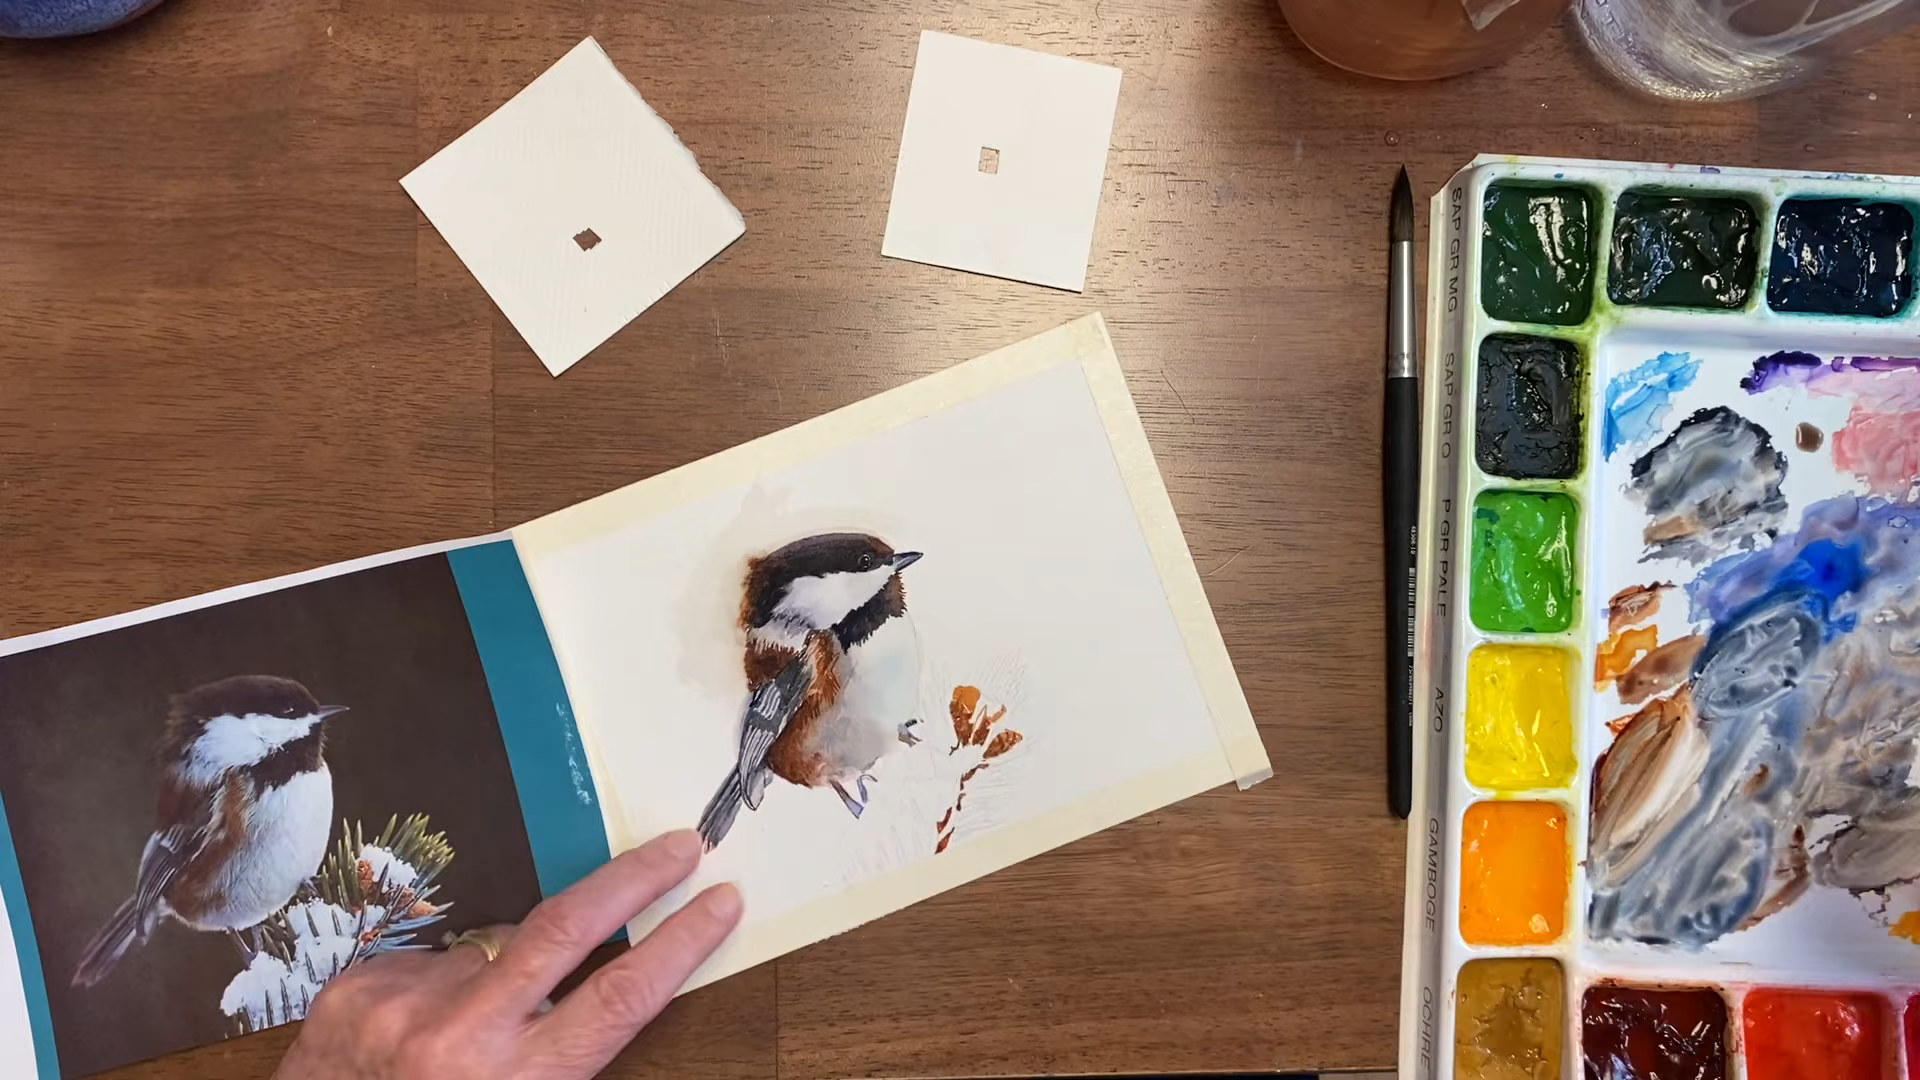 SAP GR MG
SAP GR O
P GR PALE
AZO
GAMBOGE
OCHRE